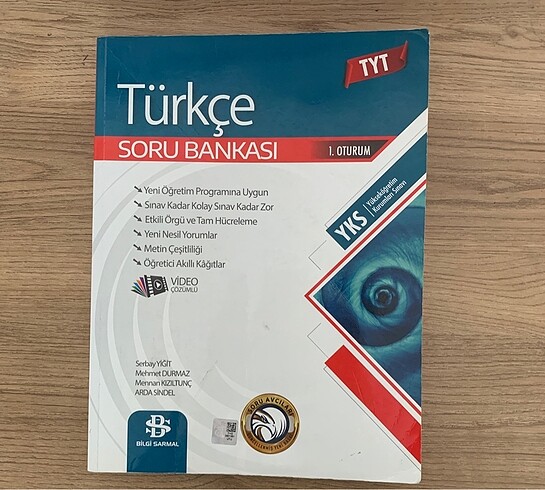 TYT
Türkçe
SORU BANKASI
1. OTURUM
Yeni Öğretim Programına Uygun
Sınav Kadar Kolay Sınav Kadar Zor
Etkili Örgü ve Tam Hücreleme
Yeni Nesil Yorumlar
Metin Çeşitliliği
Öğretici Akıllı Kâğıtlar
YKS
Yükseköğretim
Kurumları Sınavı
VİDEO
ÇÖZÜMLÜ
Serbay YİĞİT
Mehmet DURMAZ
Mennan KIZILTUNÇ
ARDA SİNDEL
BS
BİLGİ SARMAL
SORU AVCILARI